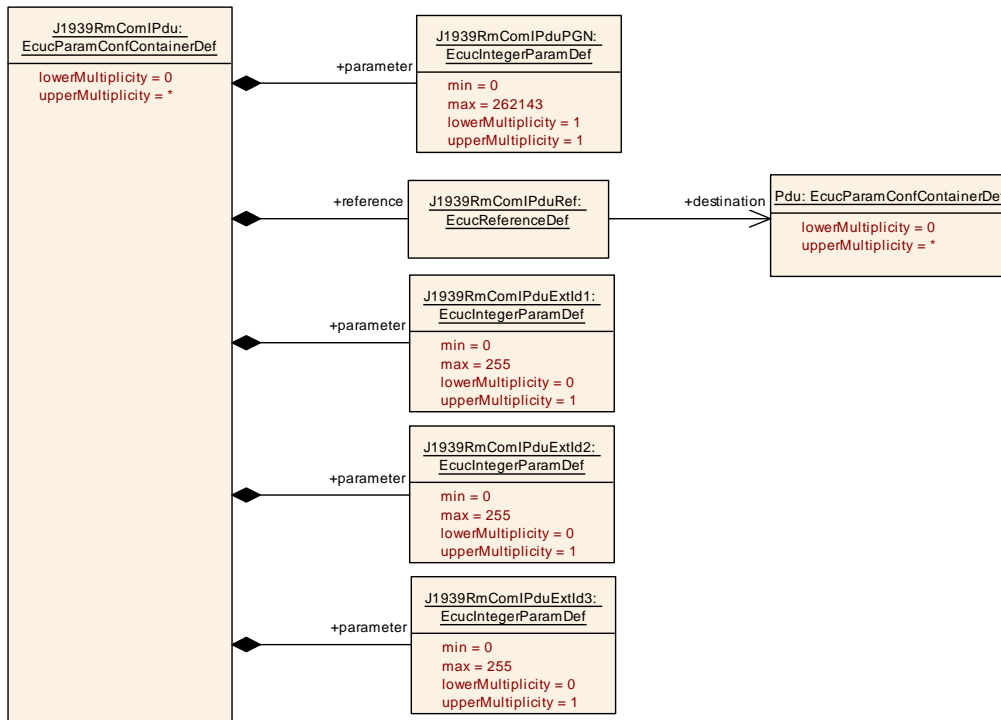 J1939RmComIPdu:
EcucParamConfContainerDef
lowerMultiplicity = 0
upperMultiplicity = *
+parameter
J1939RmComIPduPGN:
EcucIntegerParamDef
min = 0
max = 262143
lowerMultiplicity = 1
upperMultiplicity = 1
+reference
J1939RmComIPduRef:
EcucReferenceDef
+destination
Pdu: EcucParamConfContainerDef
lowerMultiplicity = 0
upperMultiplicity = *
+parameter
J1939RmComIPduExtId1:
EcucIntegerParamDef
min = 0
max = 255
lowerMultiplicity = 0
upperMultiplicity = 1
+parameter
J1939RmComIPduExtId2:
EcucIntegerParamDef
min = 0
max = 255
lowerMultiplicity = 0
upperMultiplicity = 1
+parameter
J1939RmComIPduExtId3:
EcucIntegerParamDef
min = 0
max = 255
lowerMultiplicity = 0
upperMultiplicity = 1